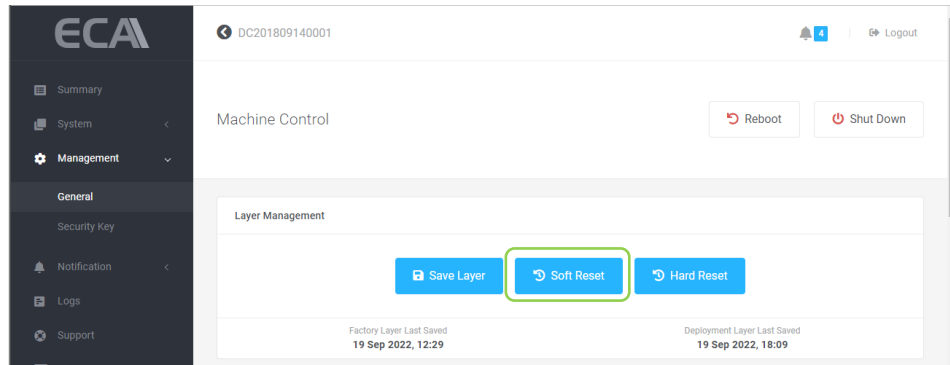 ECA
DC201809140001
4
Logout
Summary
System
Machine Control
Reboot
Shut Down
Management
General
Layer Management
Security Key
Notification
Save Layer
Soft Reset
Hard Reset
Logs
Support
Factory Layer Last Saved
19 Sep 2022, 12:29
Deployment Layer Last Saved
19 Sep 2022, 18:09